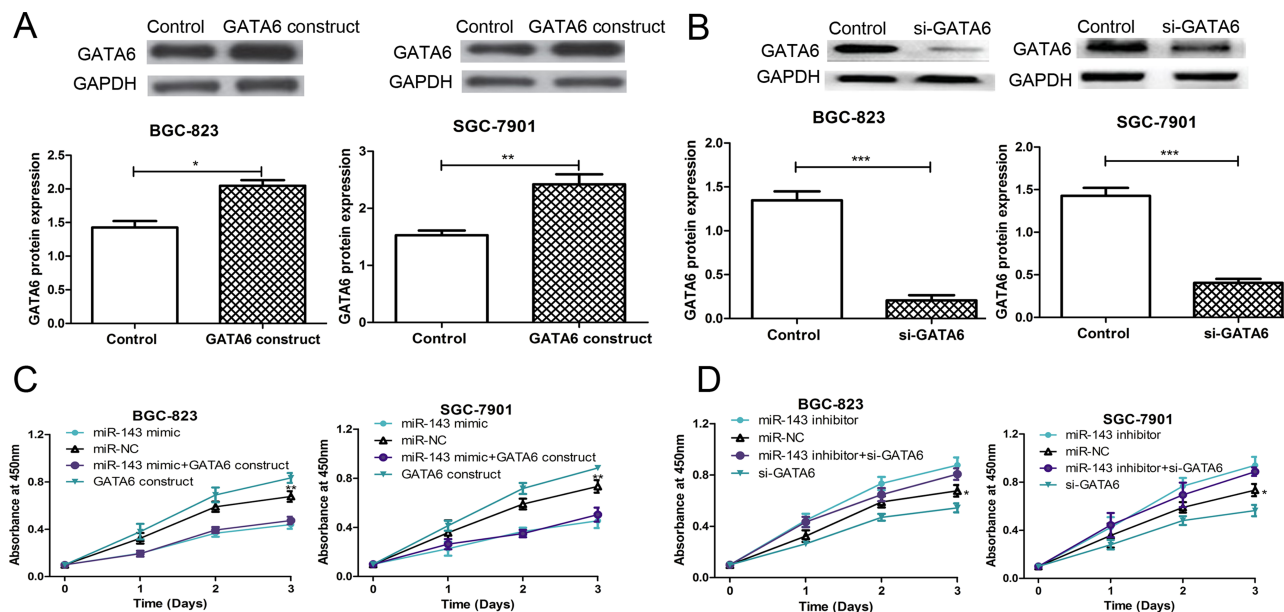 A
Control GATA6 construct
GATA6
GAPDH
Control GATA6 construct
GATA6
GAPDH
BGC-823
GATA6 protein expression
2.5
2.0
1.5
1.0
0.5
0.0
*
Control
GATA6 construct
SGC-7901
GATA6 protein expression
3
2
1
0
**
Control
GATA6 construct
B
Control si-GATA6
GATA6
GAPDH
Control si-GATA6
GATA6
GAPDH
BGC-823
GATA6 protein expression
2.0
1.5
1.0
0.5
0.0
***
Control
si-GATA6
SGC-7901
GATA6 protein expression
2.0
1.5
1.0
0.5
0.0
***
Control
si-GATA6
C
BGC-823
miR-143 mimic
miR-NC
miR-143 mimic+GATA6 construct
GATA6 construct
Absorbance at 450nm
1.2
0.8
0.4
0.0
**
0 1 2 3
Time (Days)
SGC-7901
miR-143 mimic
miR-NC
miR-143 mimic+GATA6 construct
GATA6 construct
Absorbance at 450nm
1.2
0.8
0.4
0.0
**
0 1 2 3
Time (Days)
D
BGC-823
miR-143 inhibitor
miR-NC
miR-143 inhibitor+si-GATA6
si-GATA6
Absorbance at 450nm
1.2
0.8
0.4
0.0
*
0 1 2 3
Time (Days)
SGC-7901
miR-143 inhibitor
miR-NC
miR-143 inhibitor+si-GATA6
si-GATA6
Absorbance at 450nm
1.2
0.8
0.4
0.0
*
0 1 2 3
Time (Days)